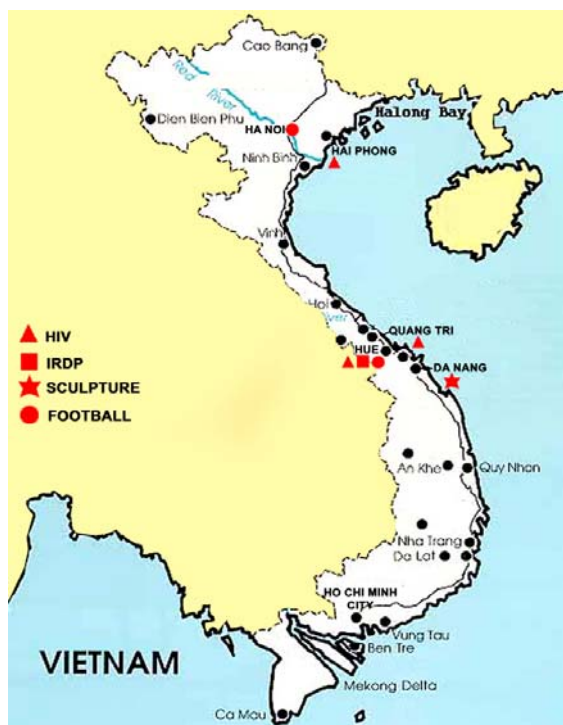 Cao Bang
Red
River
Halong Bay
Dien Bien Phu
HA NOI
HAI PHONG
Ninh Binh
Vinh
Hoi
River
QUANG TRI
HUE
DA NANG
HIV
IRDP
SCULPTURE
FOOTBALL
An Khe
Quy Nhon
Nha Trang
Da Lat
HO CHI MINH
CITY
Vung Tau
Ben Tre
VIETNAM
Mekong Delta
Ca Mau